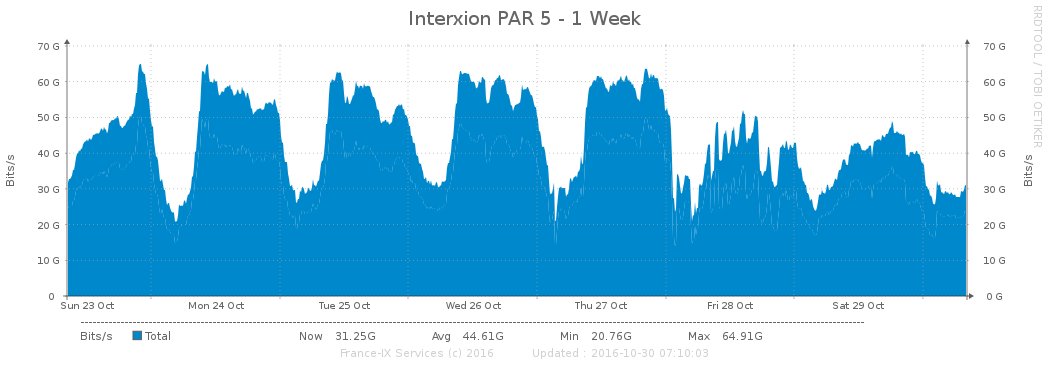 Interxion PAR 5 - 1 Week
RRDTOOL / TOBI OETIKER
70 G 70 G
60 G 60 G
50 G 50 G
40 G 40 G
30 G 30 G
20 G 20 G
10 G 10 G
0 0 G
Bits/s
Bits/s
Sun 23 Oct Mon 24 Oct Tue 25 Oct Wed 26 Oct Thu 27 Oct Fri 28 Oct Sat 29 Oct
Bits/s Total Now 31.25G Avg 44.61G Min 20.76G Max 64.91G
France-IX Services (c) 2016 Updated : 2016-10-30 07:10:03